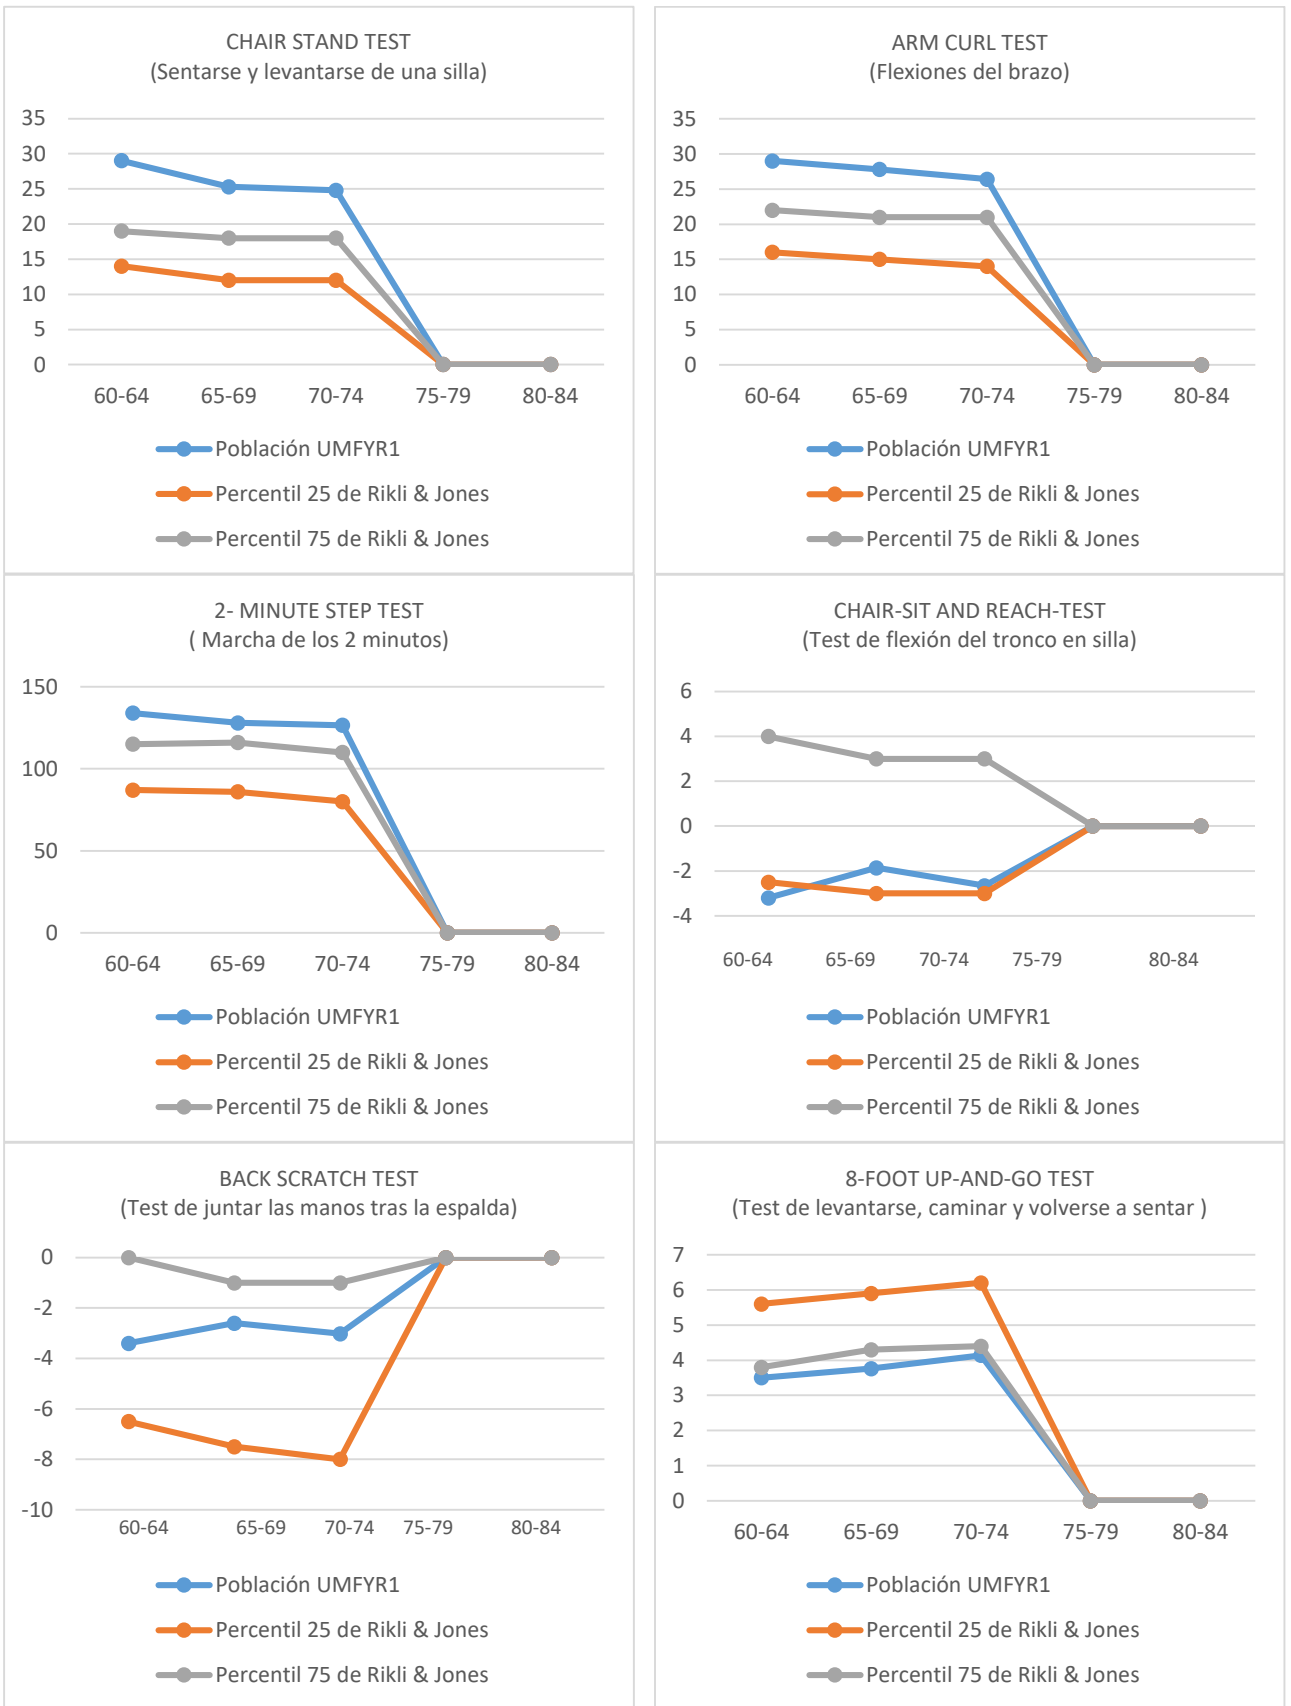 CHAIR STAND TEST
(Sentarse y levantarse de una silla)
35
30
25
20
15
10
5
0
60-64 65-69 70-74 75-79 80-84
Población UMFYR1
Percentil 25 de Rikli & Jones
Percentil 75 de Rikli & Jones
ARM CURL TEST
(Flexiones del brazo)
35
30
25
20
15
10
5
0
60-64 65-69 70-74 75-79 80-84
Población UMFYR1
Percentil 25 de Rikli & Jones
Percentil 75 de Rikli & Jones
2- MINUTE STEP TEST
( Marcha de los 2 minutos)
150
100
50
0
60-64 65-69 70-74 75-79 80-84
Población UMFYR1
Percentil 25 de Rikli & Jones
Percentil 75 de Rikli & Jones
CHAIR-SIT AND REACH-TEST
(Test de flexión del tronco en silla)
6
4
2
0
-2
-4
60-64 65-69 70-74 75-79 80-84
Población UMFYR1
Percentil 25 de Rikli & Jones
Percentil 75 de Rikli & Jones
BACK SCRATCH TEST
(Test de juntar las manos tras la espalda)
0
-2
-4
-6
-8
-10
60-64 65-69 70-74 75-79 80-84
Población UMFYR1
Percentil 25 de Rikli & Jones
Percentil 75 de Rikli & Jones
8-FOOT UP-AND-GO TEST
(Test de levantarse, caminar y volverse a sentar )
7
6
5
4
3
2
1
0
60-64 65-69 70-74 75-79 80-84
Población UMFYR1
Percentil 25 de Rikli & Jones
Percentil 75 de Rikli & Jones